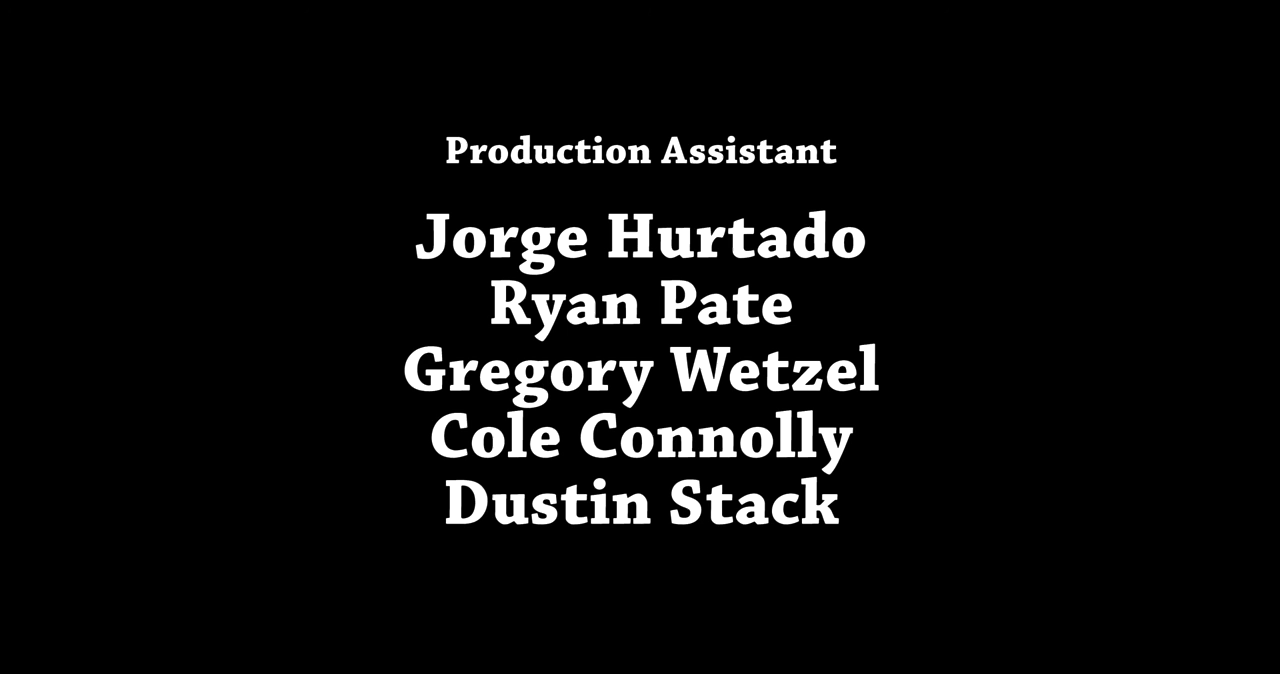 Production Assistant
Jorge Hurtado
Ryan Pate
Gregory Wetzel
Cole Connolly
Dustin Stack